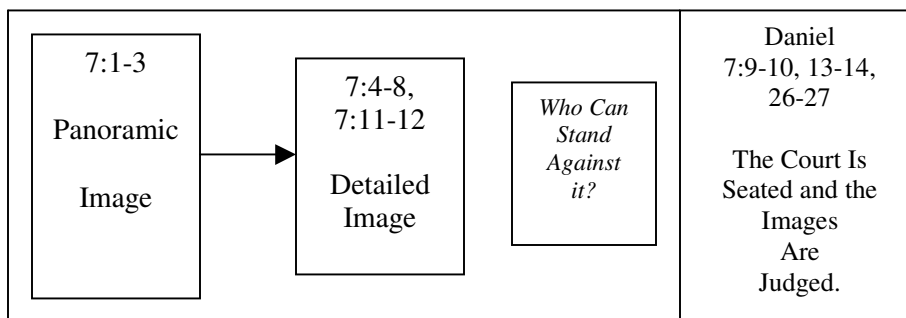 7:1-3
Panoramic
Image
7:4-8,
7:11-12
Detailed
Image
Who Can
Stand
Against
it?
Daniel
7:9-10, 13-14,
26-27
The Court Is
Seated and the
Images
Are
Judged.